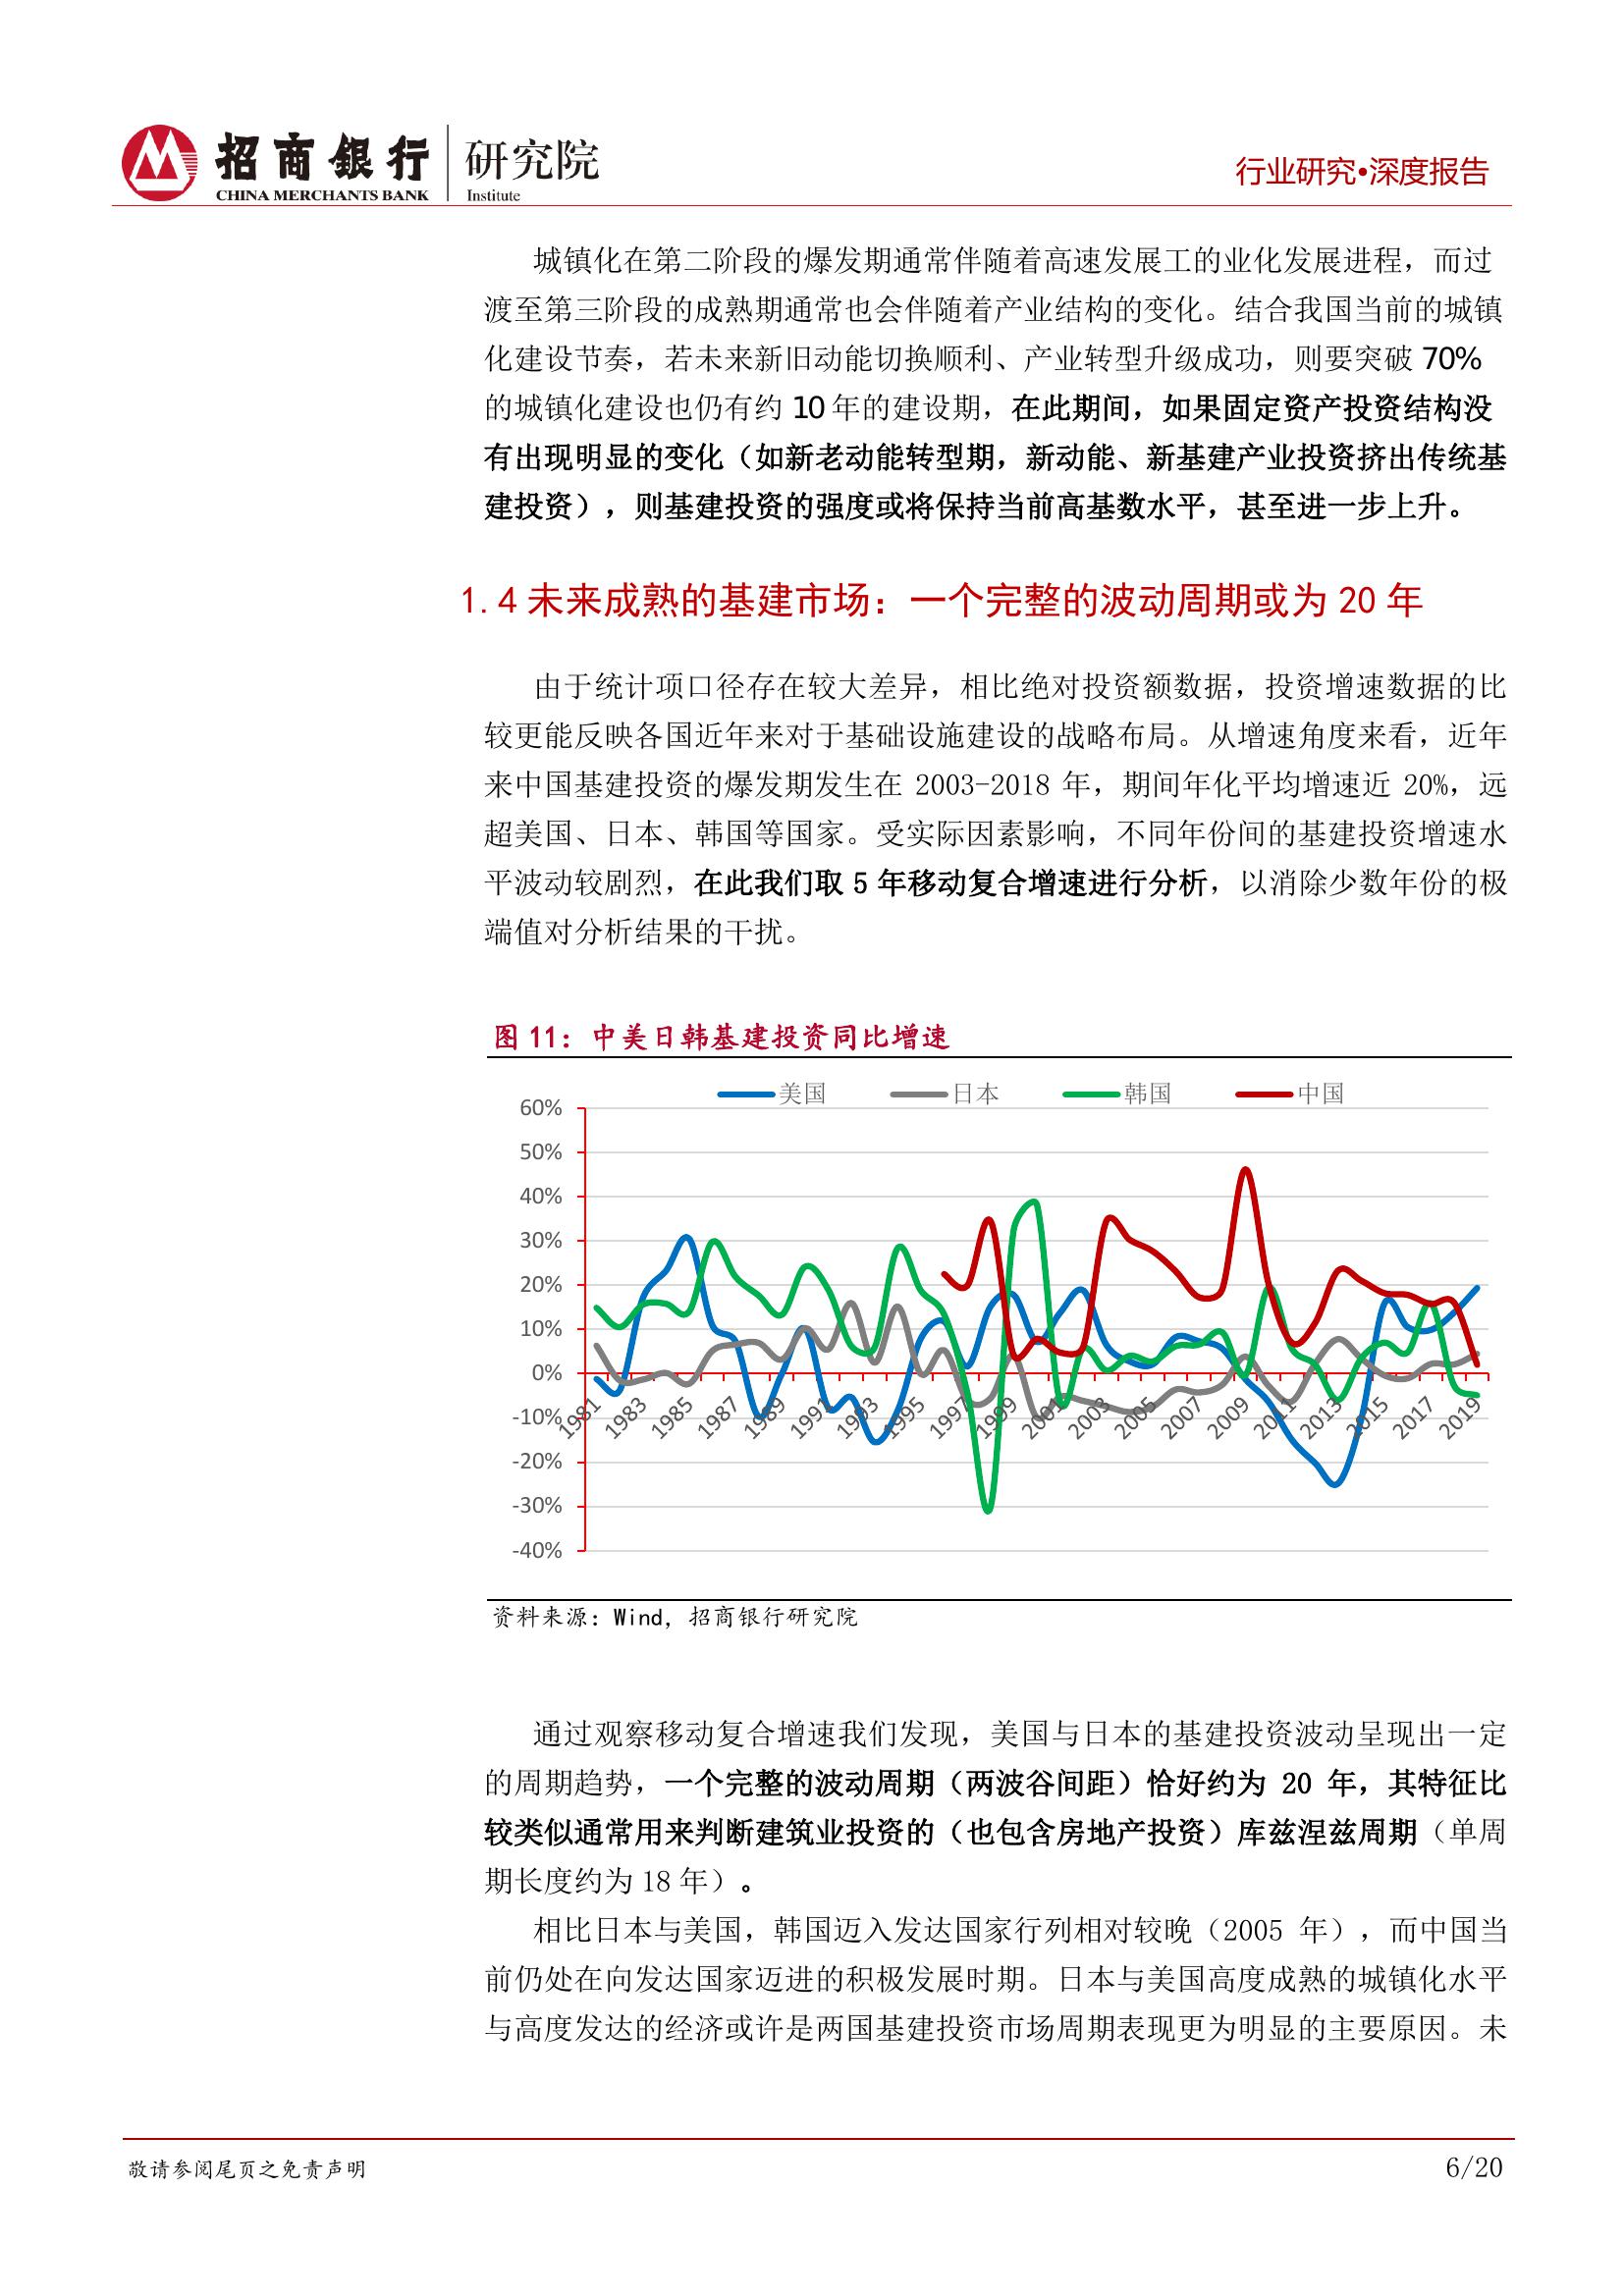 招商银行 研究院
CHINA MERCHANTS BANK Institute
行业研究•深度报告
城镇化在第二阶段的爆发期通常伴随着高速发展工的业化发展进程，而过
渡至第三阶段的成熟期通常也会伴随着产业结构的变化。结合我国当前的城镇
化建设节奏，若未来新旧动能切换顺利、产业转型升级成功，则要突破 70%
的城镇化建设也仍有约 10 年的建设期，在此期间，如果固定资产投资结构没
有出现明显的变化（如新老动能转型期，新动能、新基建产业投资挤出传统基
建投资），则基建投资的强度或将保持当前高基数水平，甚至进一步上升。
1.4 未来成熟的基建市场：一个完整的波动周期或为 20 年
由于统计项口径存在较大差异，相比绝对投资额数据，投资增速数据的比
较更能反映各国近年来对于基础设施建设的战略布局。从增速角度来看，近年
来中国基建投资的爆发期发生在 2003-2018 年，期间年化平均增速近 20%，远
超美国、日本、韩国等国家。受实际因素影响，不同年份间的基建投资增速水
平波动较剧烈，在此我们取 5 年移动复合增速进行分析，以消除少数年份的极
端值对分析结果的干扰。
图 11：中美日韩基建投资同比增速
美国 日本 韩国 中国
60%
50%
40%
30%
20%
10%
0%
-10%
-20%
-30%
-40%
1981 1983 1985 1987 1989 1991 1993 1995 1997 1999 2001 2003 2005 2007 2009 2011 2013 2015 2017 2019
资料来源：Wind，招商银行研究院
通过观察移动复合增速我们发现，美国与日本的基建投资波动呈现出一定
的周期趋势，一个完整的波动周期（两波谷间距）恰好约为 20 年，其特征比
较类似通常用来判断建筑业投资的（也包含房地产投资）库兹涅兹周期（单周
期长度约为 18 年）。
相比日本与美国，韩国迈入发达国家行列相对较晚（2005 年），而中国当
前仍处在向发达国家迈进的积极发展时期。日本与美国高度成熟的城镇化水平
与高度发达的经济或许是两国基建投资市场周期表现更为明显的主要原因。未
敬请参阅尾页之免责声明
6/20